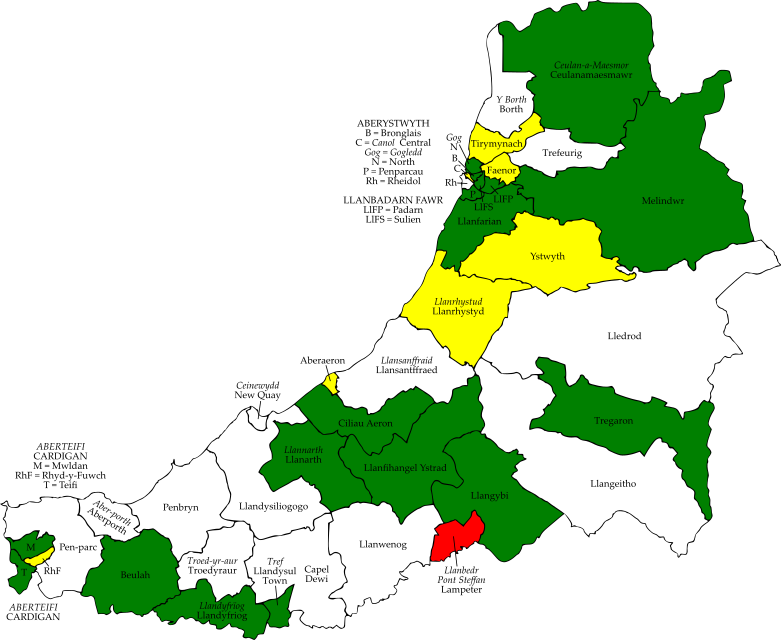 Ceulan-a-Maesmor
Ceulanamaesmawr
Y Borth
Borth
ABERYSTWYTH
B = Bronglais
C = Canol Central
Gog = Gogledd
N = North
P = Penparcau
Rh = Rheidol
LLANBADARN FAWR
LlFP = Padarn
LlFS = Sulien
Gog
N
B
C
Rh
P
LlFP
LlFS
Tirymynach
Trefeurig
Faenor
Melindwr
Llanfarian
Ystwyth
Llanrhystud
Llanrhystyd
Lledrod
Aberaeron
Llansanffraid
Llansantffraed
Ceinewydd
New Quay
Ciliau Aeron
Tregaron
Llannarth
Llanarth
Llanfihangel Ystrad
Llangeitho
Llangybi
ABERTEIFI
CARDIGAN
M = Mwldan
RhF = Rhyd-y-Fuwch
T = Teifi
Aber-porth
Aberporth
Penbryn
Llandysiliogogo
M
Pen-parc
T
RhF
Beulah
Troed-yr-aur
Troedyraur
Tref
Llandysul
Town
Capel
Dewi
Llanwenog
Llanbedr
Pont Steffan
Lampeter
ABERTEIFI
CARDIGAN
Llandyfriog
Llandyfriog